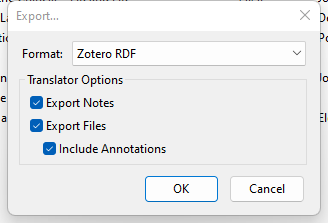 Export...
Format: Zotero RDF
Translator Options
Export Notes
Export Files
Include Annotations
OK Cancel